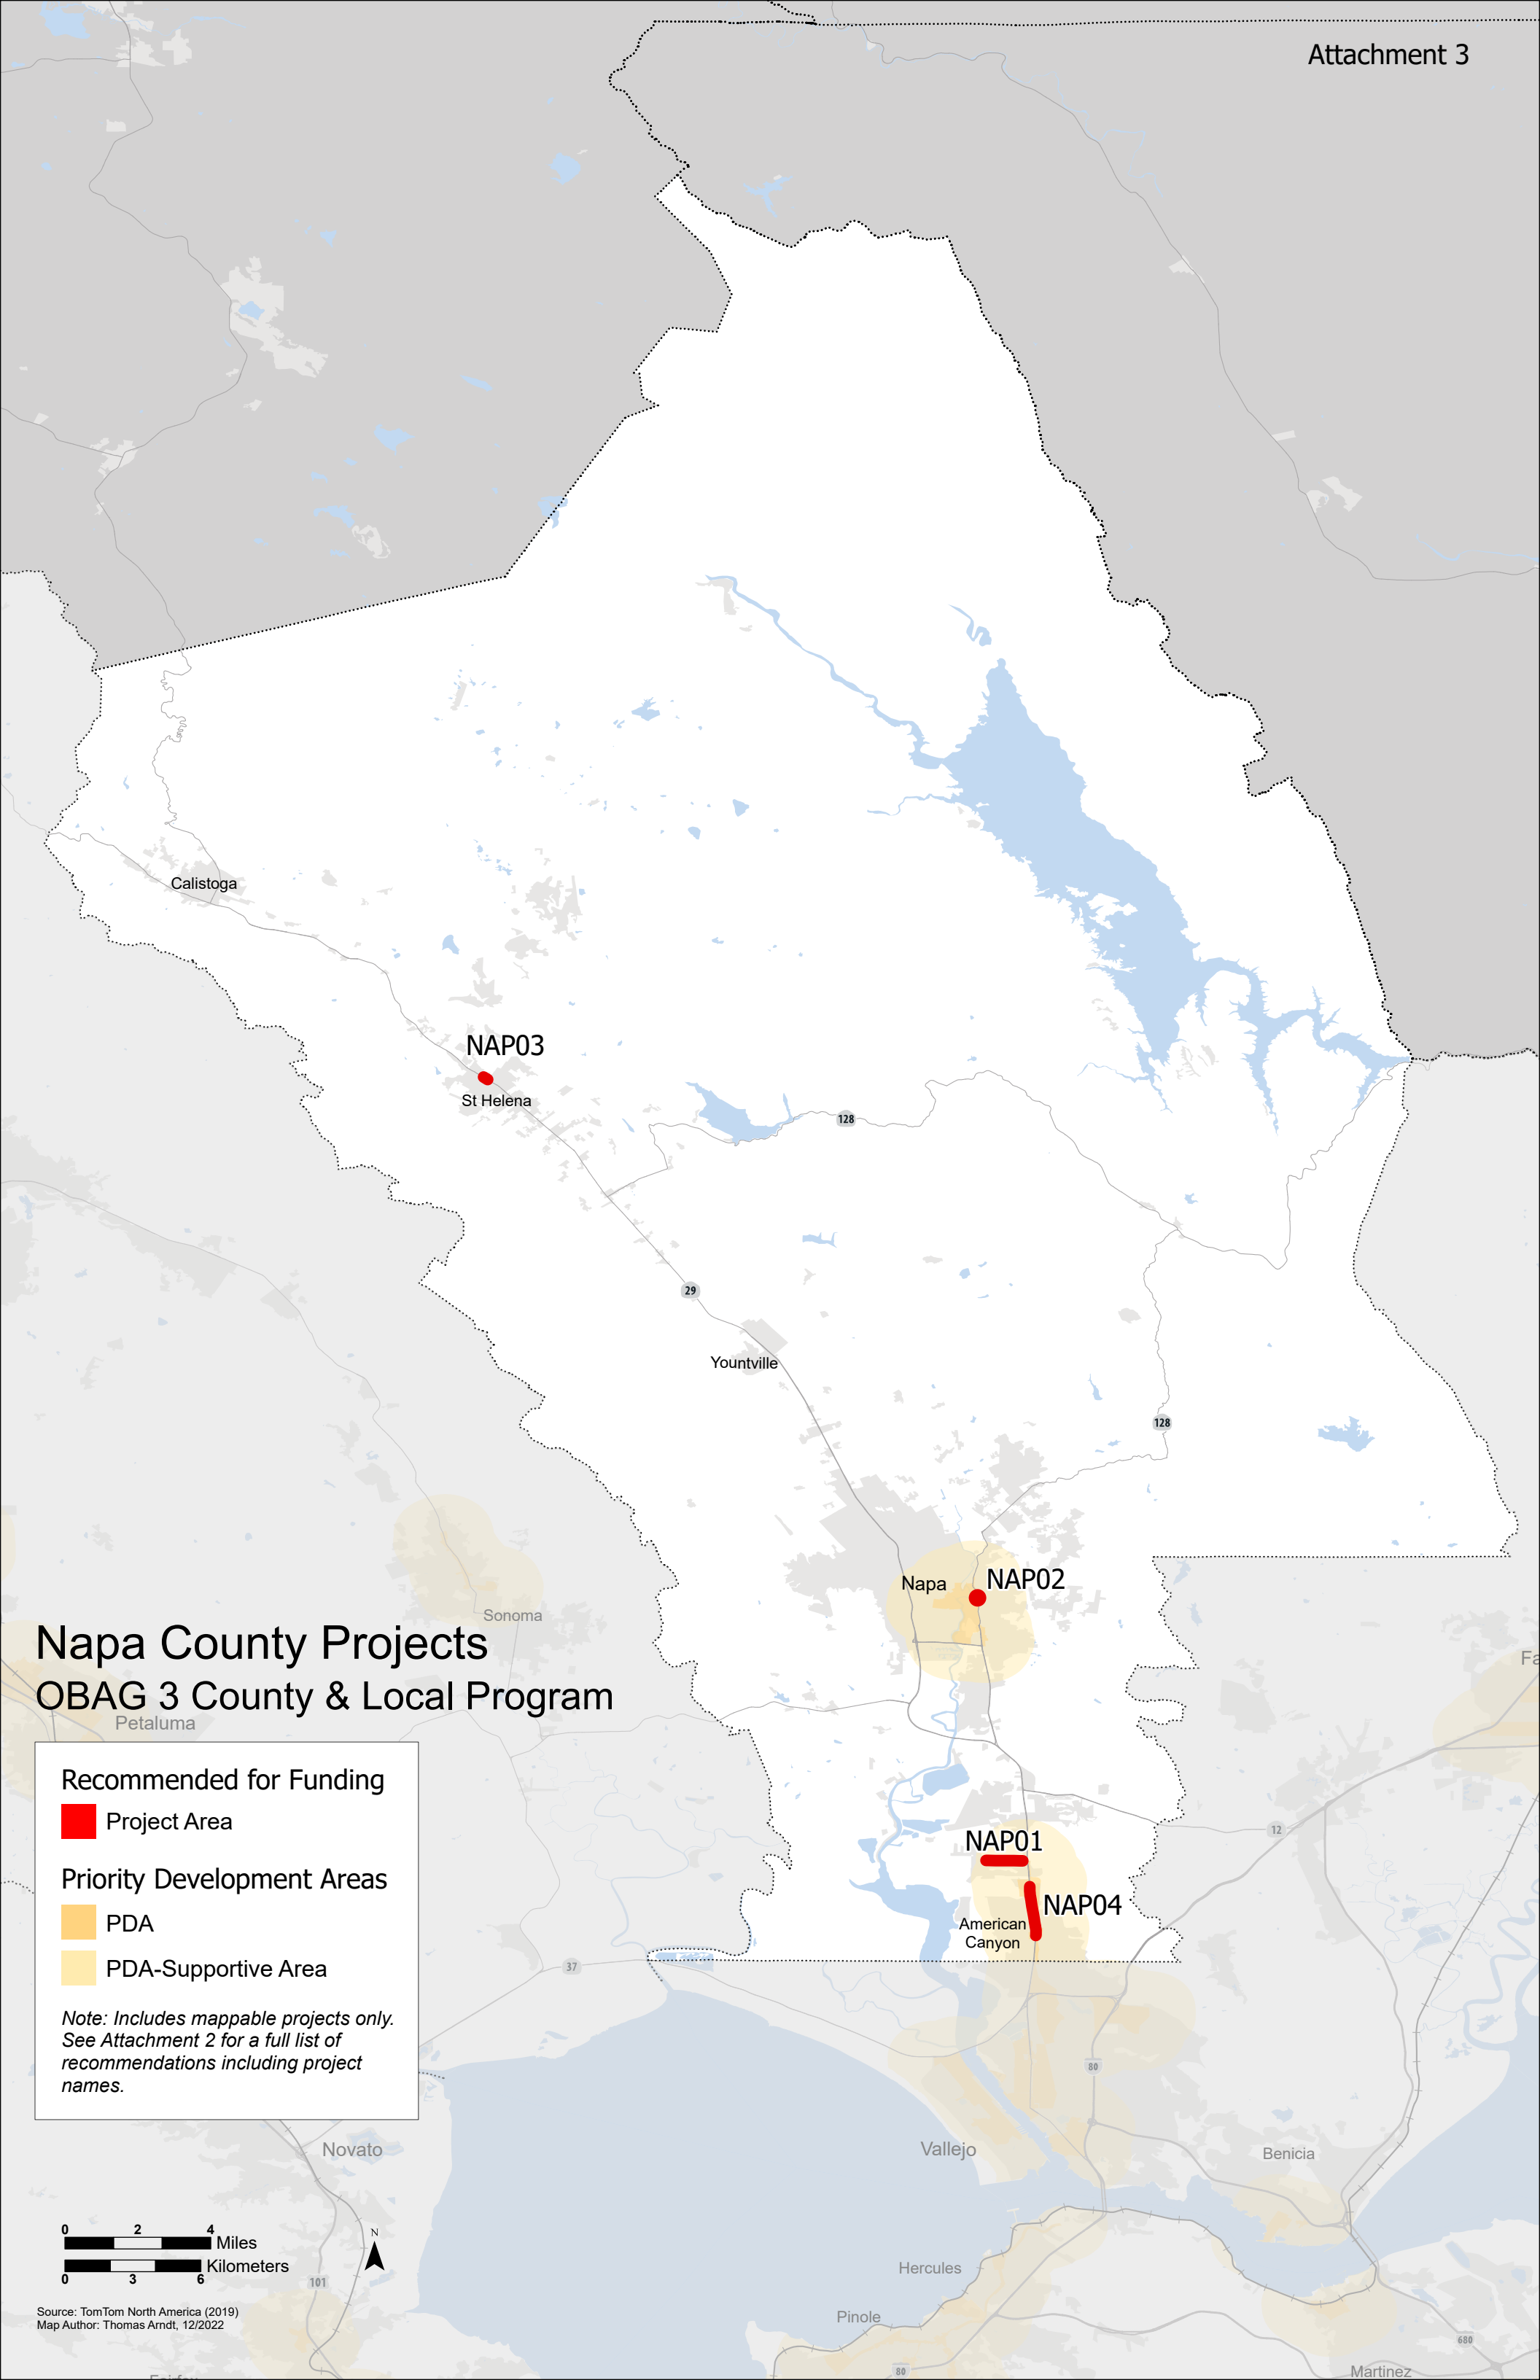 Attachment 3
Calistoga
NAP03
St Helena
128
29
Yountville
128
Napa
NAP02
Sonoma
Napa County Projects
OBAG 3 County & Local Program
Petaluma
Recommended for Funding
Project Area
Priority Development Areas
PDA
PDA-Supportive Area
Note: Includes mappable projects only.
See Attachment 2 for a full list of
recommendations including project
names.
12
NAP01
NAP04
American
Canyon
37
80
Novato
Vallejo
Benicia
0 2 4
Miles
Kilometers
0 3 6
N
101
Hercules
Pinole
Source: TomTom North America (2019)
Map Author: Thomas Arndt, 12/2022
680
80
Martinez